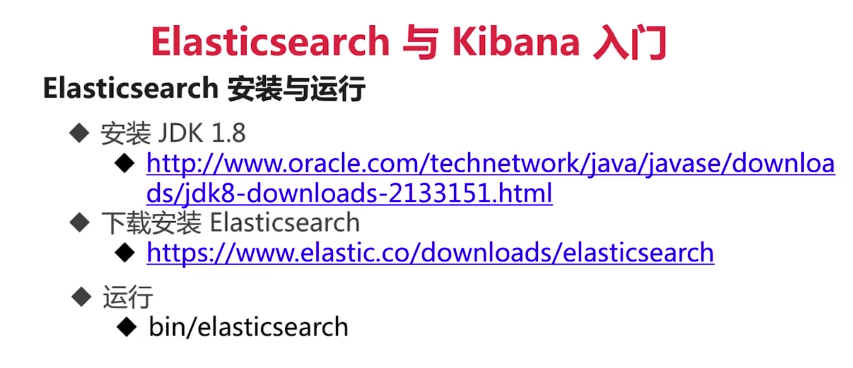 Elasticsearch 与 Kibana 入门
Elasticsearch 安装与运行
◆ 安装 JDK 1.8
◆ http://www.oracle.com/technetwork/java/javase/downloa
ds/jdk8-downloads-2133151.html
◆ 下载安装 Elasticsearch
◆ https://www.elastic.co/downloads/elasticsearch
◆ 运行
◆ bin/elasticsearch